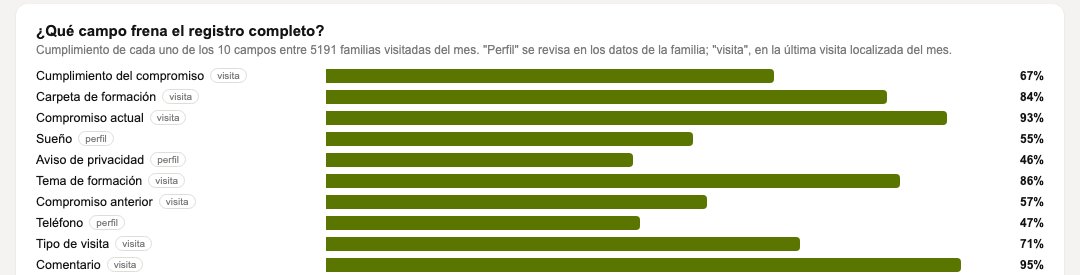 ¿Qué campo frena el registro completo?
Cumplimiento de cada uno de los 10 campos entre 5191 familias visitadas del mes. "Perfil" se revisa en los datos de la familia; "visita", en la última visita localizada del mes.
Cumplimiento del compromiso visita 67%
Carpeta de formación visita 84%
Compromiso actual visita 93%
Sueño perfil 55%
Aviso de privacidad perfil 46%
Tema de formación visita 86%
Compromiso anterior visita 57%
Teléfono perfil 47%
Tipo de visita visita 71%
Comentario visita 95%